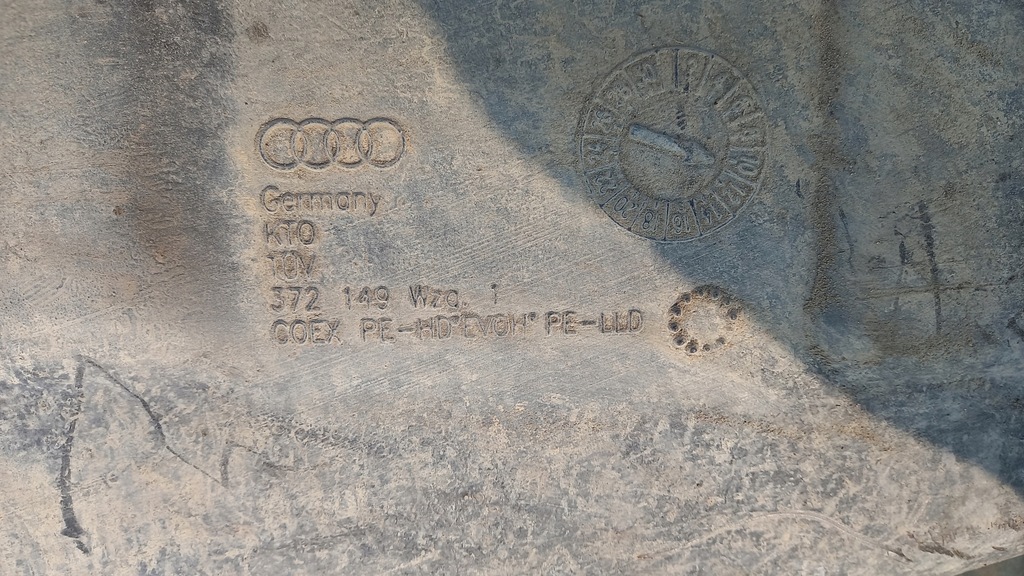 Germany
KTO
TÜV
372 149 Wzg. 1
COEX PE-HD"EVOH" PE-LLD